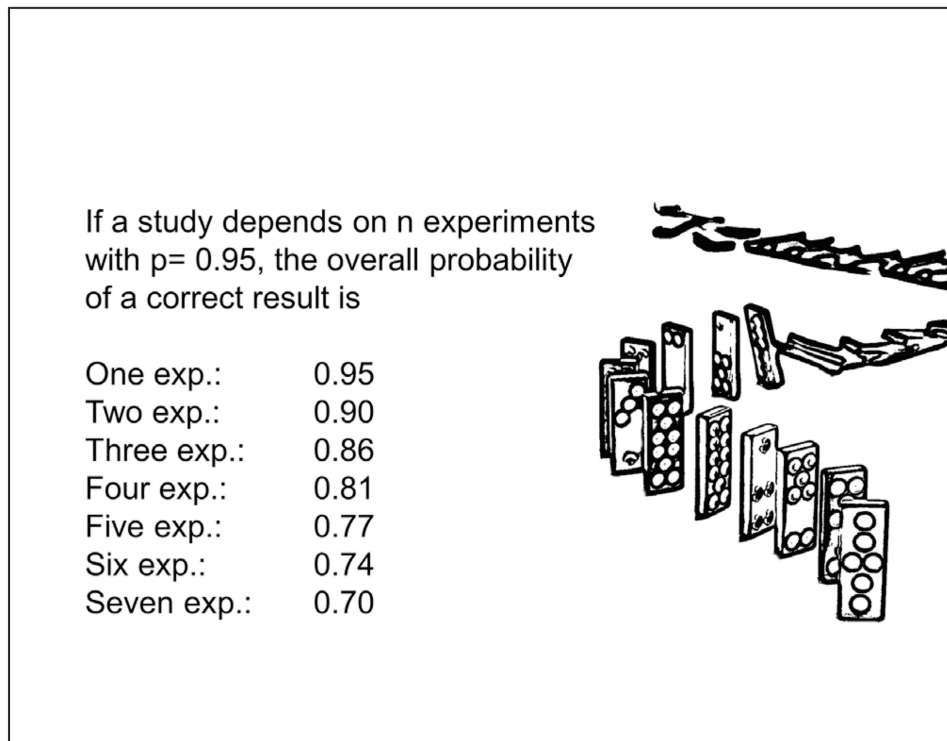 If a study depends on n experiments
with p= 0.95, the overall probability
of a correct result is
One exp.: 0.95
Two exp.: 0.90
Three exp.: 0.86
Four exp.: 0.81
Five exp.: 0.77
Six exp.: 0.74
Seven exp.: 0.70